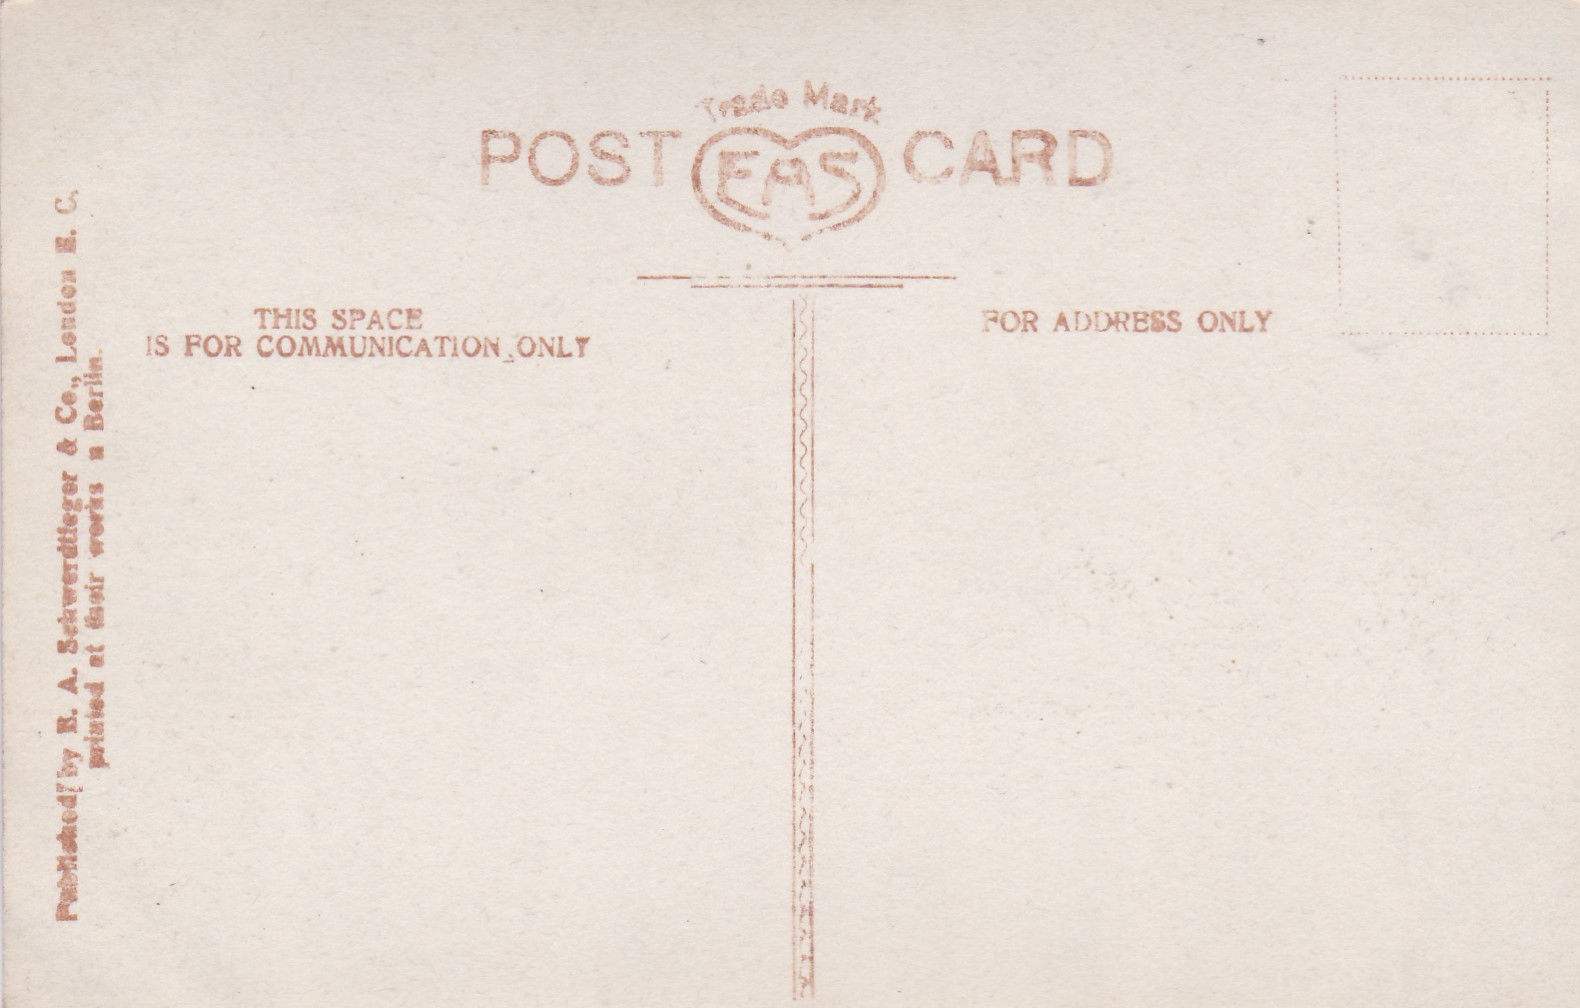 Trade Mark
POST EAS CARD
THIS SPACE
IS FOR COMMUNICATION ONLY
FOR ADDRESS ONLY
Published by E. A. Schwerdtfeger & Co., London E. C.
printed at their works n Berlin.